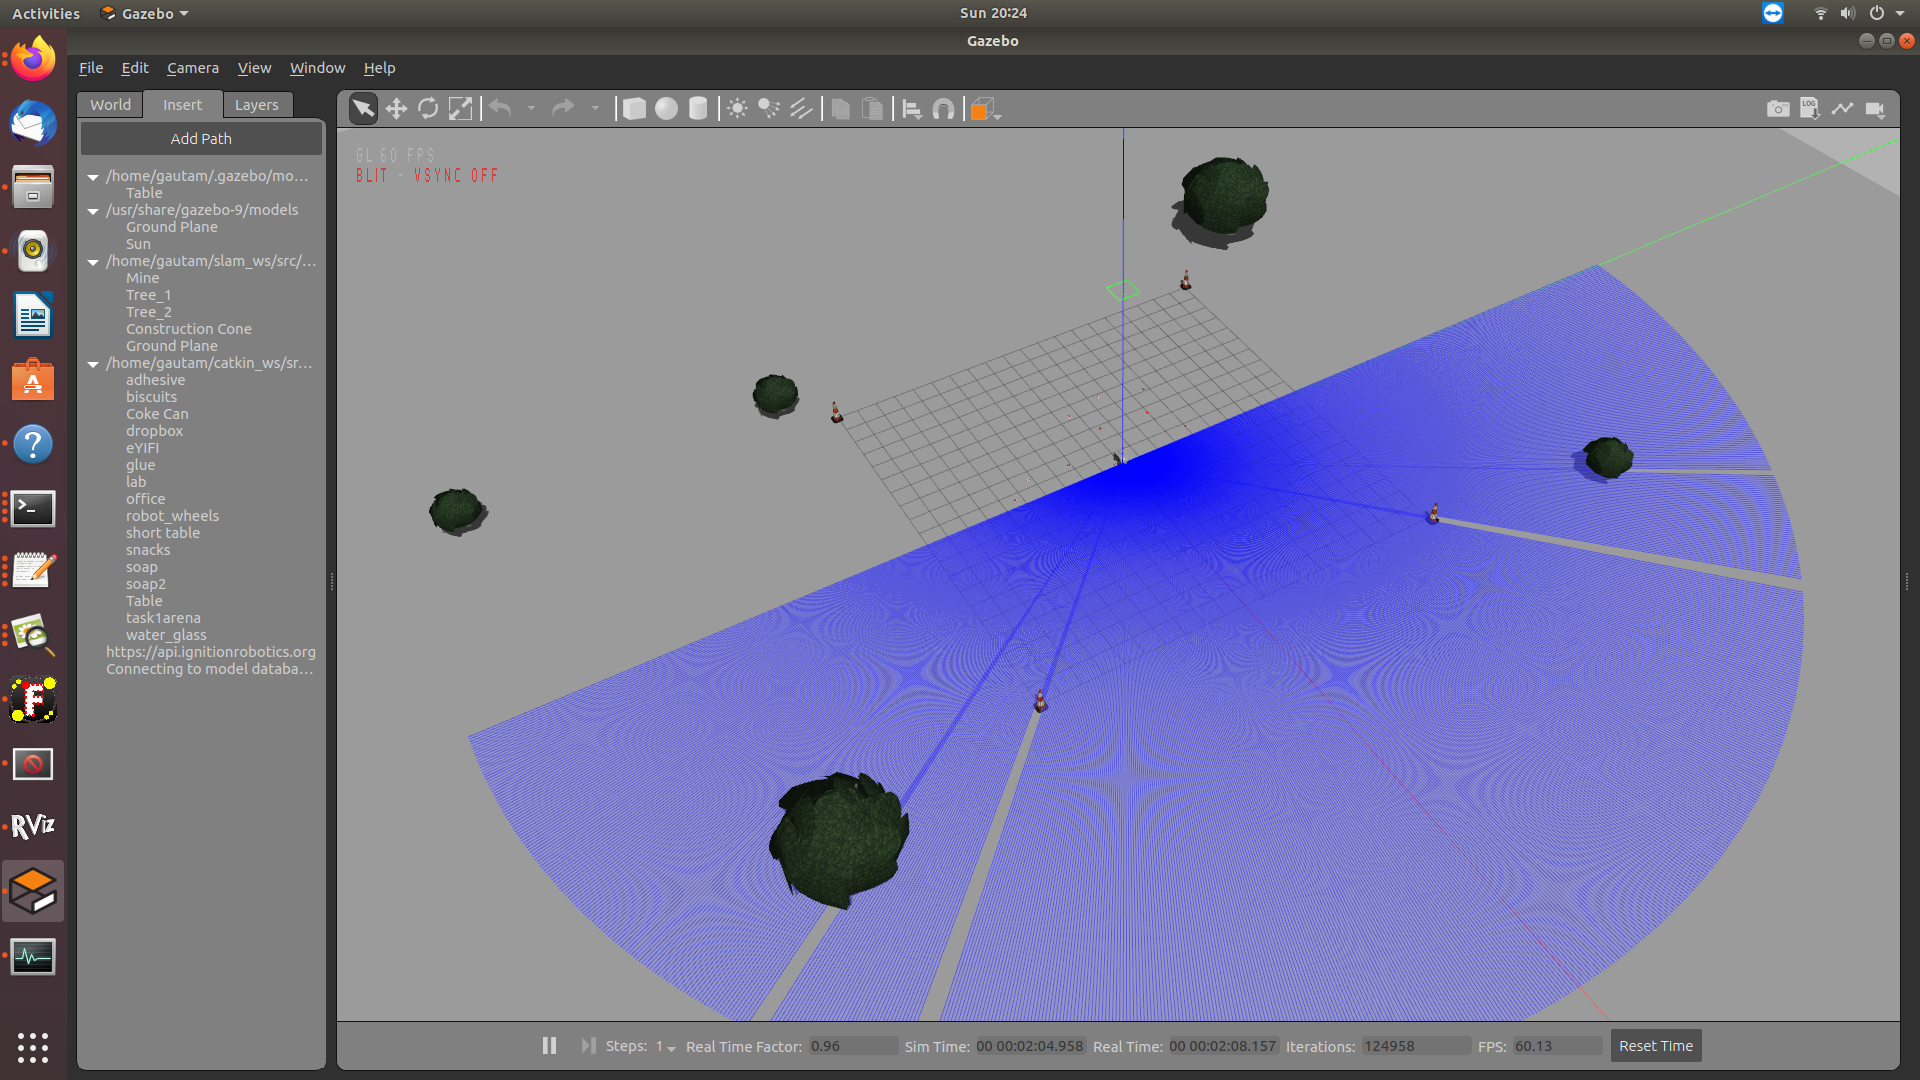 Activities
Gazebo
Sun 20:24
Gazebo
File Edit Camera View Window Help
World Insert Layers
Add Path
/home/gautam/.gazebo/mo...
Table
/usr/share/gazebo-9/models
Ground Plane
Sun
/home/gautam/slam_ws/src/...
Mine
Tree_1
Tree_2
Construction Cone
Ground Plane
/home/gautam/catkin_ws/sr...
adhesive
biscuits
Coke Can
dropbox
eYIFI
glue
lab
office
robot_wheels
short table
snacks
soap
soap2
Table
task1arena
water_glass
https://api.ignitionrobotics.org
Connecting to model databa...
LOG
GL 60 FPS
BLIT - VSYNC OFF
A
?
>_
F
RViz
Steps: 1 Real Time Factor: 0.96 Sim Time: 00 00:02:04.958 Real Time: 00 00:02:08.157 Iterations: 124958 FPS: 60.13 Reset Time